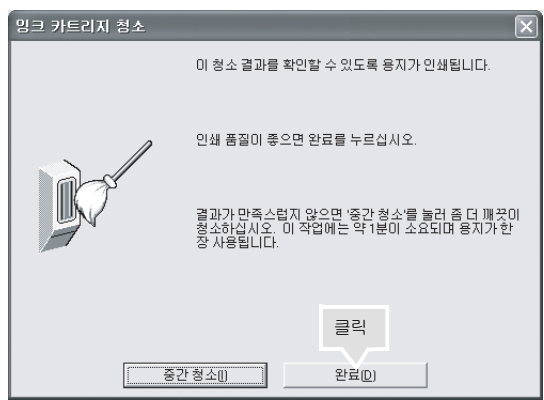 잉크 카트리지 청소
이 청소 결과를 확인할 수 있도록 용지가 인쇄됩니다.
인쇄 품질이 좋으면 완료를 누르십시오.
결과가 만족스럽지 않으면 '중간 청소'를 눌러 좀 더 깨끗이
청소하십시오. 이 작업에는 약 1분이 소요되며 용지가 한
장 사용됩니다.
클릭
중간 청소(I)
완료(D)